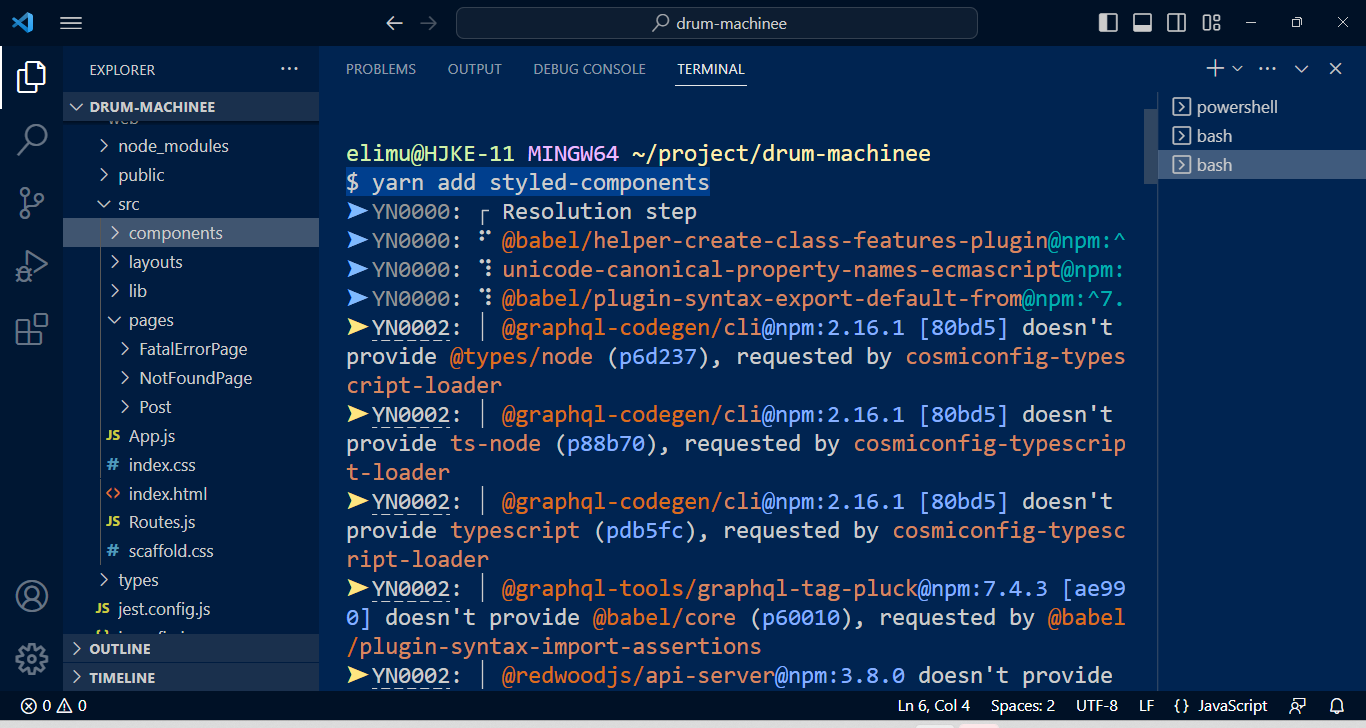 drum-machinee
EXPLORER
DRUM-MACHINEE
web
node_modules
public
src
components
layouts
lib
pages
FatalErrorPage
NotFoundPage
Post
JS App.js
# index.css
<> index.html
JS Routes.js
# scaffold.css
types
JS jest.config.js
OUTLINE
TIMELINE
PROBLEMS OUTPUT DEBUG CONSOLE TERMINAL
elimu@HJKE-11 MINGW64 ~/project/drum-machinee
$ yarn add styled-components
➤YN0000: ┌ Resolution step
➤YN0000: ⠋ @babel/helper-create-class-features-plugin@npm:^
➤YN0000: ⠹ unicode-canonical-property-names-ecmascript@npm:
➤YN0000: ⠹ @babel/plugin-syntax-export-default-from@npm:^7.
➤YN0002: │ @graphql-codegen/cli@npm:2.16.1 [80bd5] doesn't
provide @types/node (p6d237), requested by cosmiconfig-types
cript-loader
➤YN0002: │ @graphql-codegen/cli@npm:2.16.1 [80bd5] doesn't
provide ts-node (p88b70), requested by cosmiconfig-typescrip
t-loader
➤YN0002: │ @graphql-codegen/cli@npm:2.16.1 [80bd5] doesn't
provide typescript (pdb5fc), requested by cosmiconfig-typesc
ript-loader
➤YN0002: │ @graphql-tools/graphql-tag-pluck@npm:7.4.3 [ae99
0] doesn't provide @babel/core (p60010), requested by @babel
/plugin-syntax-import-assertions
➤YN0002: │ @redwoodjs/api-server@npm:3.8.0 doesn't provide
powershell
bash
bash
0 0
Ln 6, Col 4 Spaces: 2 UTF-8 LF {} JavaScript